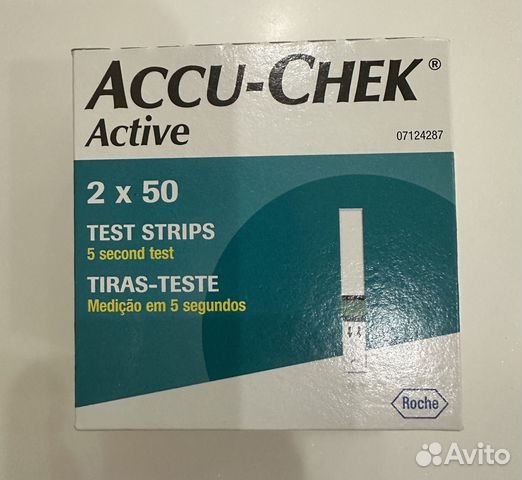 ACCU-CHEK®
Active
07124287
2 x 50
TEST STRIPS
5 second test
TIRAS-TESTE
Medição em 5 segundos
Roche
Avito